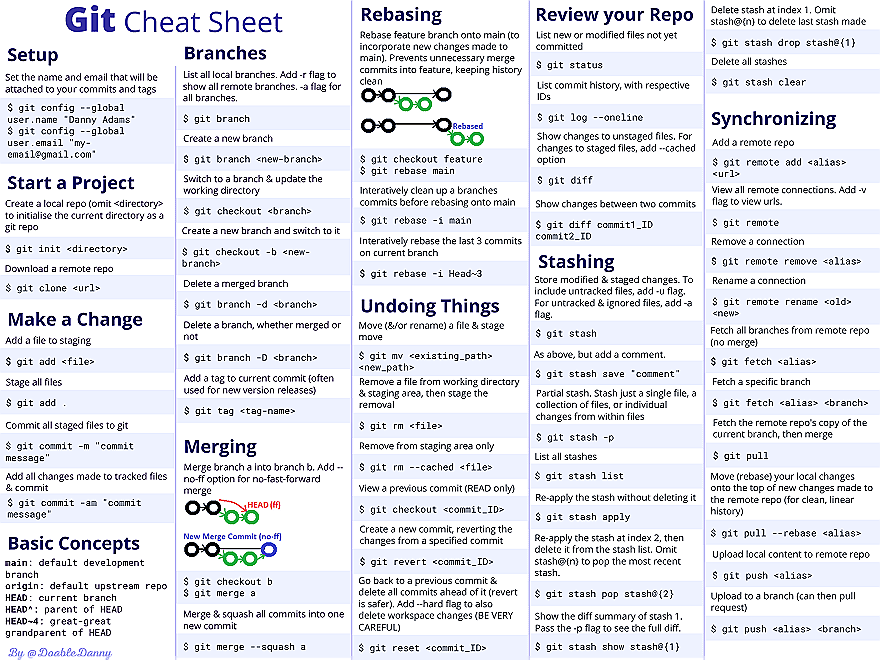 Git Cheat Sheet
Setup
Set the name and email that will be
attached to your commits and tags
$ git config --global
user.name "Danny Adams"
$ git config --global
user.email "my-
email@gmail.com"
Start a Project
Create a local repo (omit <directory>
to initialise the current directory as a
git repo
$ git init <directory>
Download a remote repo
$ git clone <url>
Make a Change
Add a file to staging
$ git add <file>
Stage all files
$ git add .
Commit all staged files to git
$ git commit -m "commit
message"
Add all changes made to tracked files
& commit
$ git commit -am "commit
message"
Basic Concepts
main: default development
branch
origin: default upstream repo
HEAD: current branch
HEAD^: parent of HEAD
HEAD~4: great-great
grandparent of HEAD
By @DoableDanny
Branches
List all local branches. Add -r flag to
show all remote branches. -a flag for
all branches.
$ git branch
Create a new branch
$ git branch <new-branch>
Switch to a branch & update the
working directory
$ git checkout <branch>
Create a new branch and switch to it
$ git checkout -b <new-
branch>
Delete a merged branch
$ git branch -d <branch>
Delete a branch, whether merged or
not
$ git branch -D <branch>
Add a tag to current commit (often
used for new version releases)
$ git tag <tag-name>
Merging
Merge branch a into branch b. Add --
no-ff option for no-fast-forward
merge
HEAD (ff)
New Merge Commit (no-ff)
$ git checkout b
$ git merge a
Merge & squash all commits into one
new commit
$ git merge --squash a
Rebasing
Rebase feature branch onto main (to
incorporate new changes made to
main). Prevents unnecessary merge
commits into feature, keeping history
clean
Rebased
$ git checkout feature
$ git rebase main
Interatively clean up a branches
commits before rebasing onto main
$ git rebase -i main
Interatively rebase the last 3 commits
on current branch
$ git rebase -i Head~3
Undoing Things
Move (&/or rename) a file & stage
move
$ git mv <existing_path>
<new_path>
Remove a file from working directory
& staging area, then stage the
removal
$ git rm <file>
Remove from staging area only
$ git rm --cached <file>
View a previous commit (READ only)
$ git checkout <commit_ID>
Create a new commit, reverting the
changes from a specified commit
$ git revert <commit_ID>
Go back to a previous commit &
delete all commits ahead of it (revert
is safer). Add --hard flag to also
delete workspace changes (BE VERY
CAREFUL)
$ git reset <commit_ID>
Review your Repo
List new or modified files not yet
committed
$ git status
List commit history, with respective
IDs
$ git log --oneline
Show changes to unstaged files. For
changes to staged files, add --cached
option
$ git diff
Show changes between two commits
$ git diff commit1_ID
commit2_ID
Stashing
Store modified & staged changes. To
include untracked files, add -u flag.
For untracked & ignored files, add -a
flag.
$ git stash
As above, but add a comment.
$ git stash save "comment"
Partial stash. Stash just a single file, a
collection of files, or individual
changes from within files
$ git stash -p
List all stashes
$ git stash list
Re-apply the stash without deleting it
$ git stash apply
Re-apply the stash at index 2, then
delete it from the stash list. Omit
stash@{n} to pop the most recent
stash.
$ git stash pop stash@{2}
Show the diff summary of stash 1.
Pass the -p flag to see the full diff.
$ git stash show stash@{1}
Delete stash at index 1. Omit
stash@{n} to delete last stash made
$ git stash drop stash@{1}
Delete all stashes
$ git stash clear
Synchronizing
Add a remote repo
$ git remote add <alias>
<url>
View all remote connections. Add -v
flag to view urls.
$ git remote
Remove a connection
$ git remote remove <alias>
Rename a connection
$ git remote rename <old>
<new>
Fetch all branches from remote repo
(no merge)
$ git fetch <alias>
Fetch a specific branch
$ git fetch <alias> <branch>
Fetch the remote repo's copy of the
current branch, then merge
$ git pull
Move (rebase) your local changes
onto the top of new changes made to
the remote repo (for clean, linear
history)
$ git pull --rebase <alias>
Upload local content to remote repo
$ git push <alias>
Upload to a branch (can then pull
request)
$ git push <alias> <branch>